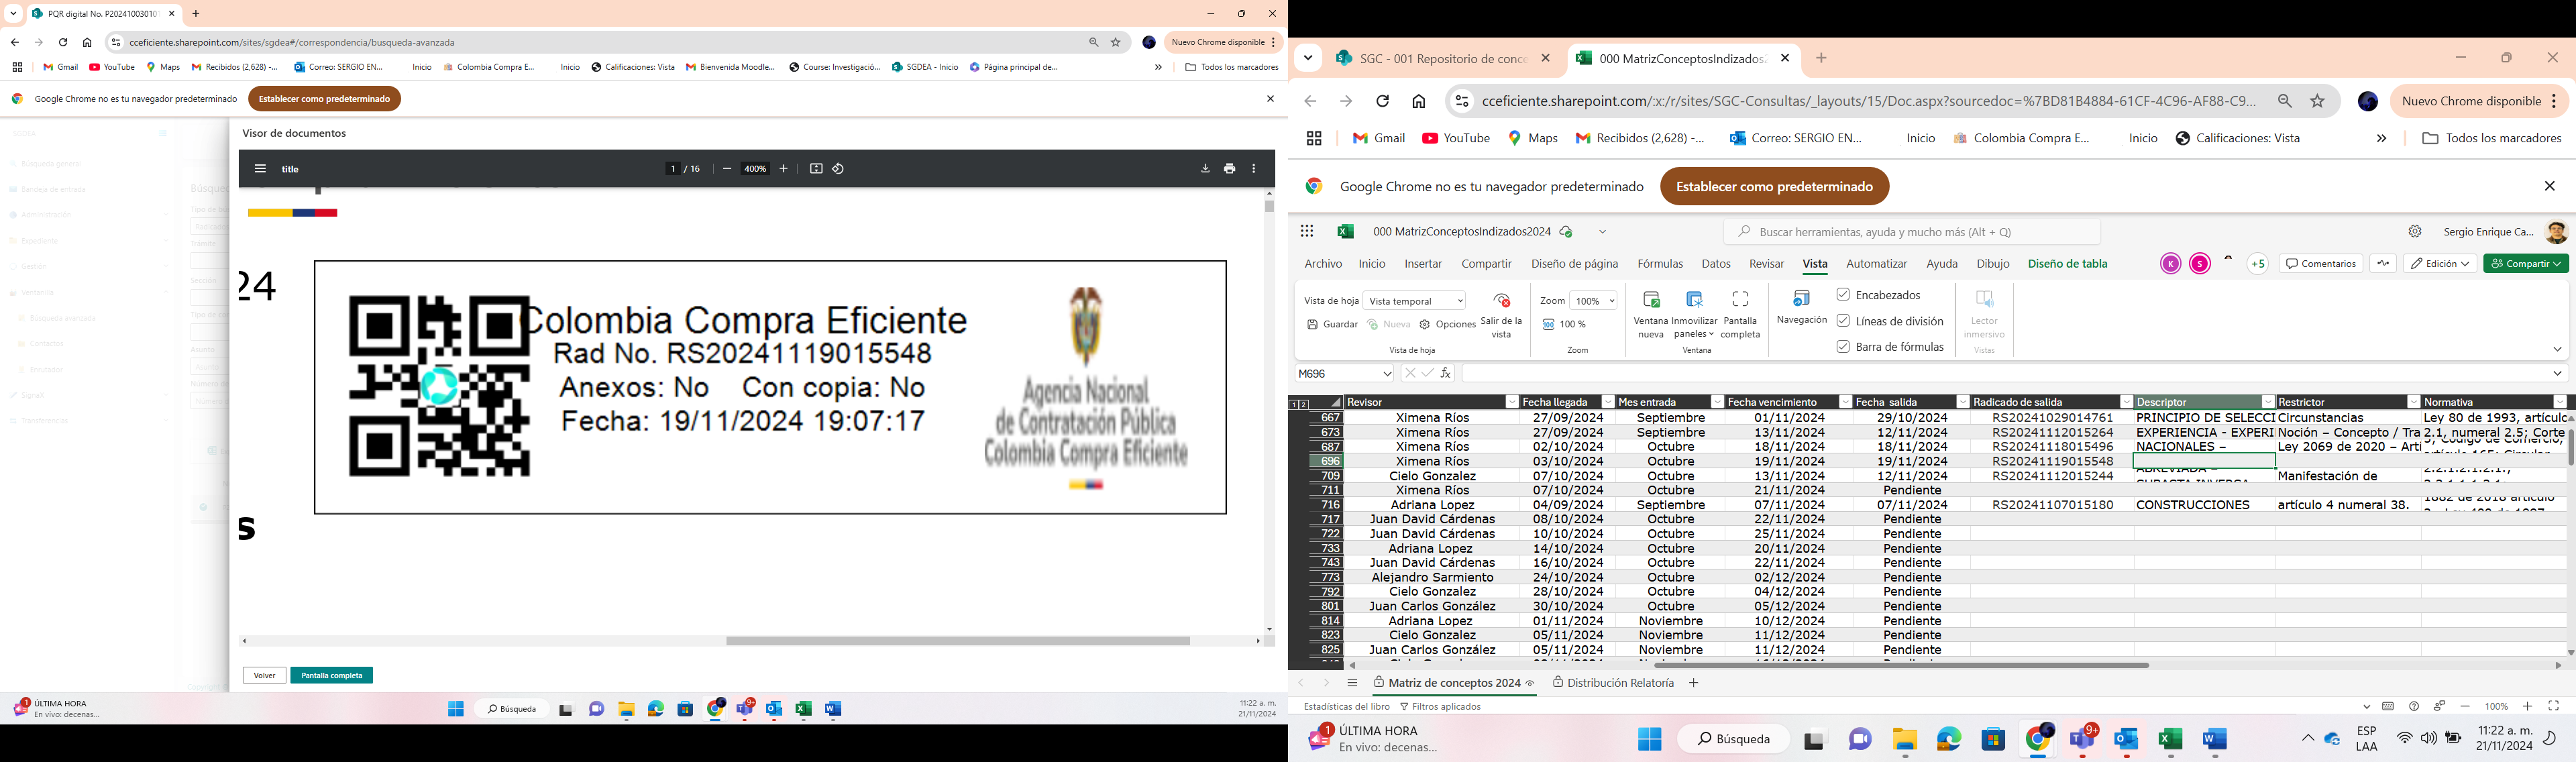 PQR digital No. P20241003010
cceficiente.sharepoint.com/sites/sgdea#/correspondencia/busqueda-avanzada
Nuevo Chrome disponible
Gmail YouTube Maps Recibidos (2,628) -... Correo: SERGIO EN... Inicio Colombia Compra E... Inicio Calificaciones: Vista Bienvenida Moodle... Course: Investigació... SGDEA - Inicio Página principal de... » Todos los marcadores
Google Chrome no es tu navegador predeterminado Establecer como predeterminado
Visor de documentos
title 1 / 16 400%
24
Colombia Compra Eficiente
Rad No. RS20241119015548
Anexos: No Con copia: No
Fecha: 19/11/2024 19:07:17
Agencia Nacional
de Contratación Pública
Colombia Compra Eficiente
s
Volver Pantalla completa
1 ÚLTIMA HORA
En vivo: decenas...
Búsqueda
9+
11:22 a. m.
21/11/2024
SGC - 001 Repositorio de conce 000 MatrizConceptosIndizados2
cceficiente.sharepoint.com/:x:/r/sites/SGC-Consultas/_layouts/15/Doc.aspx?sourcedoc=%7BD81B4884-61CF-4C96-AF88-C9...
Nuevo Chrome disponible
Gmail YouTube Maps Recibidos (2,628) -... Correo: SERGIO EN... Inicio Colombia Compra E... Inicio Calificaciones: Vista » Todos los marcadores
Google Chrome no es tu navegador predeterminado Establecer como predeterminado
000 MatrizConceptosIndizados2024 Buscar herramientas, ayuda y mucho más (Alt + Q) Sergio Enrique Ca...
Archivo Inicio Insertar Compartir Diseño de página Fórmulas Datos Revisar Vista Automatizar Ayuda Dibujo Diseño de tabla K S +5 Comentarios Edición Compartir
Vista de hoja Vista temporal Zoom 100% Encabezados
Guardar Nueva Opciones Salir de la vista 100 % Ventana nueva Inmovilizar paneles Pantalla completa Navegación Líneas de división Lector inmersivo
Vista de hoja Zoom Ventana Barra de fórmulas Vistas
M696 fx
1 2 Revisor Fecha llegada Mes entrada Fecha vencimiento Fecha salida Radicado de salida Descriptor Restrictor Normativa
667 Ximena Ríos 27/09/2024 Septiembre 01/11/2024 29/10/2024 RS20241029014761 PRINCIPIO DE SELECCI Circunstancias Ley 80 de 1993, artículo
673 Ximena Ríos 27/09/2024 Septiembre 13/11/2024 12/11/2024 RS20241112015264 EXPERIENCIA - EXPERI Noción – Concepto / Tra 2.1, numeral 2.5; Corte
687 Ximena Ríos 02/10/2024 Octubre 18/11/2024 18/11/2024 RS20241118015496 NACIONALES – Ley 2069 de 2020 – Arti
696 Ximena Ríos 03/10/2024 Octubre 19/11/2024 19/11/2024 RS20241119015548
709 Cielo Gonzalez 07/10/2024 Octubre 13/11/2024 12/11/2024 RS20241112015244 Manifestación de
711 Ximena Ríos 07/10/2024 Octubre 21/11/2024 Pendiente
716 Adriana Lopez 04/09/2024 Septiembre 07/11/2024 07/11/2024 RS20241107015180 CONSTRUCCIONES artículo 4 numeral 38.
717 Juan David Cárdenas 08/10/2024 Octubre 22/11/2024 Pendiente
722 Juan David Cárdenas 10/10/2024 Octubre 25/11/2024 Pendiente
733 Adriana Lopez 14/10/2024 Octubre 20/11/2024 Pendiente
743 Juan David Cárdenas 16/10/2024 Octubre 22/11/2024 Pendiente
773 Alejandro Sarmiento 24/10/2024 Octubre 02/12/2024 Pendiente
792 Cielo Gonzalez 28/10/2024 Octubre 04/12/2024 Pendiente
801 Juan Carlos González 30/10/2024 Octubre 05/12/2024 Pendiente
814 Adriana Lopez 01/11/2024 Noviembre 10/12/2024 Pendiente
823 Cielo Gonzalez 05/11/2024 Noviembre 11/12/2024 Pendiente
825 Juan Carlos González 05/11/2024 Noviembre 11/12/2024 Pendiente
Matriz de conceptos 2024 Distribución Relatoría
Estadísticas del libro Filtros aplicados 100%
1 ÚLTIMA HORA
En vivo: decenas...
Búsqueda
9+
ESP
LAA
11:22 a. m.
21/11/2024